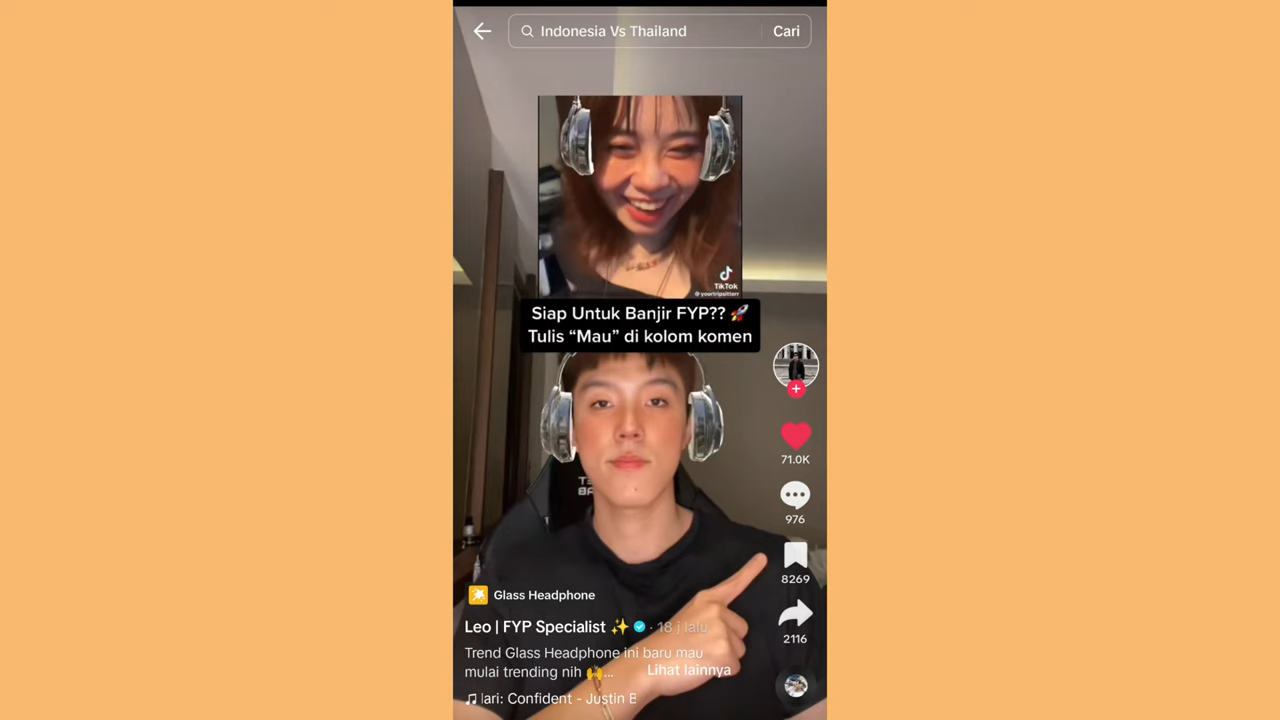 Indonesia Vs Thailand
Cari
TikTok
@yourtripsitterr
Siap Untuk Banjir FYP?? 🚀
Tulis “Mau” di kolom komen
71.0K
976
8269
2116
Glass Headphone
Leo | FYP Specialist ✨ · 18 j lalu
Trend Glass Headphone ini baru mau
mulai trending nih 🙌... Lihat lainnya
lari: Confident - Justin B